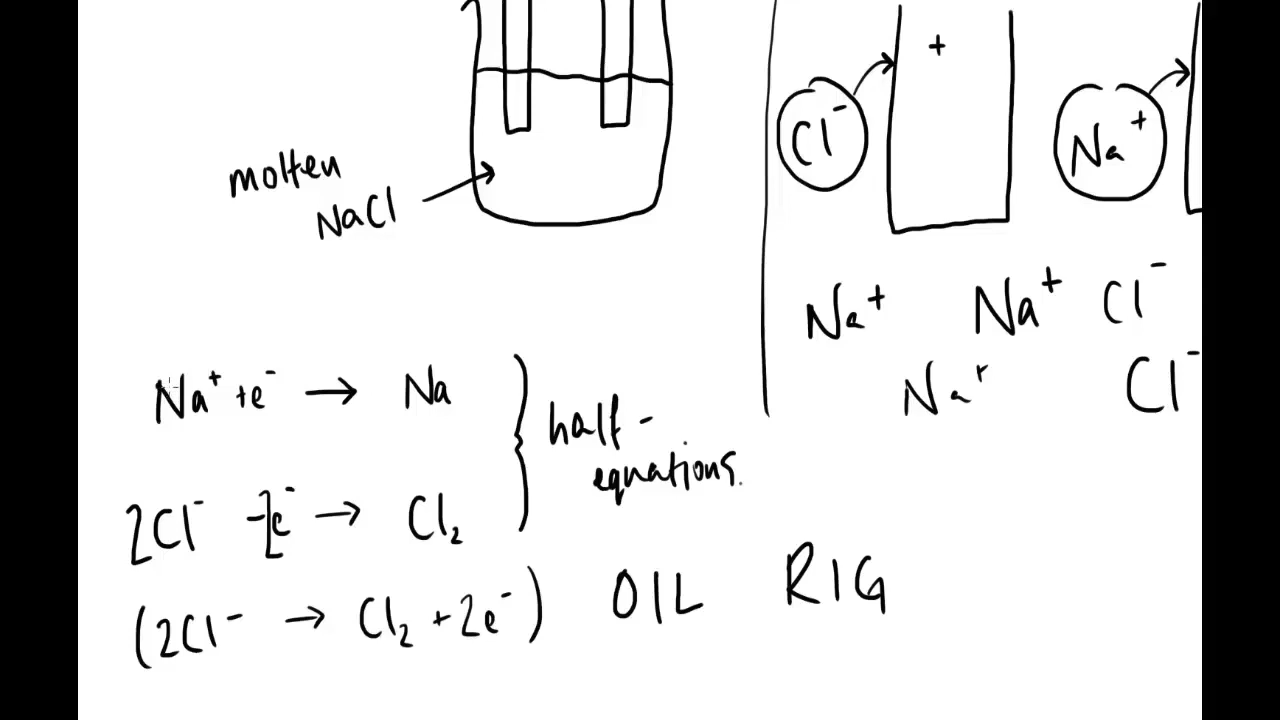 +
Cl⁻
Na⁺
molten
NaCl
Na⁺ Na⁺ Cl⁻
Na⁺ Cl⁻
Na⁺ +e⁻ → Na
half-
equations.
2Cl⁻ -2e⁻ → Cl₂
(2Cl⁻ → Cl₂ +2e⁻) OIL RIG